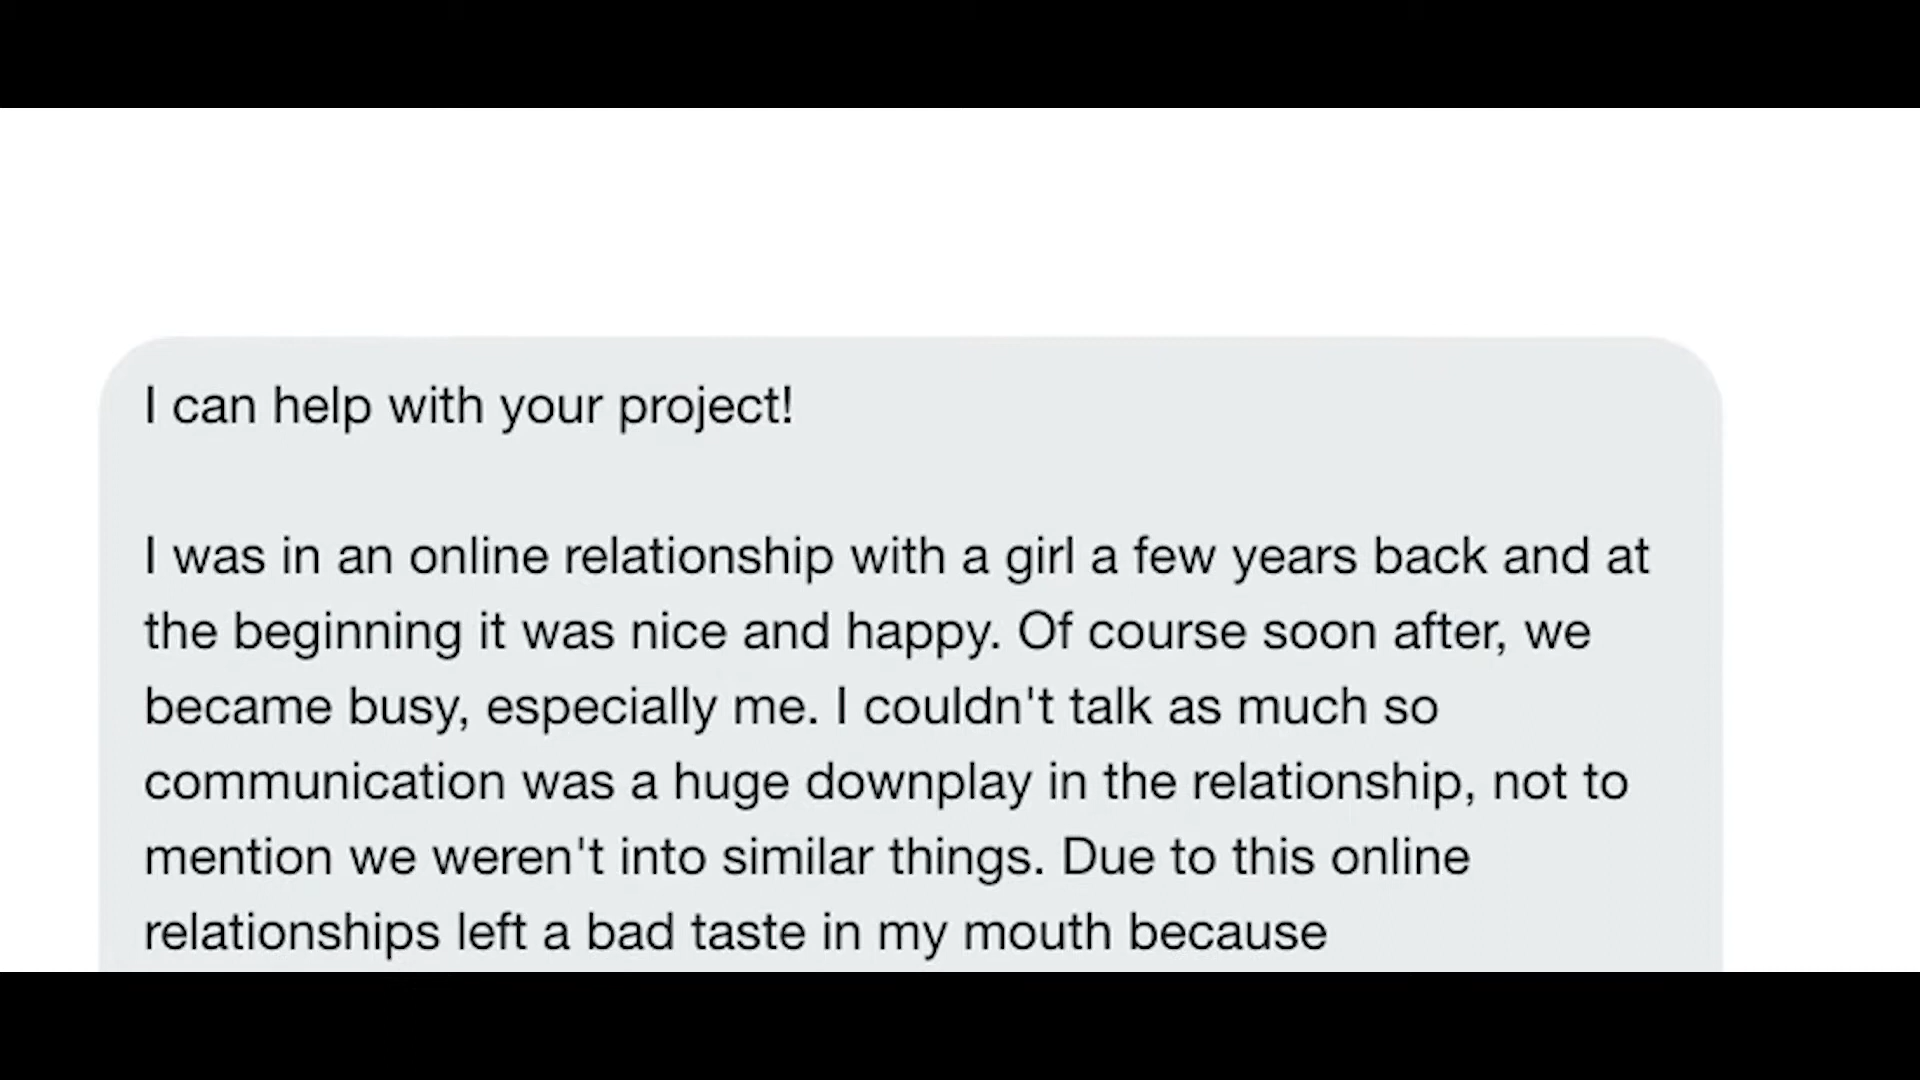 I can help with your project!
I was in an online relationship with a girl a few years back and at
the beginning it was nice and happy. Of course soon after, we
became busy, especially me. I couldn't talk as much so
communication was a huge downplay in the relationship, not to
mention we weren't into similar things. Due to this online
relationships left a bad taste in my mouth because